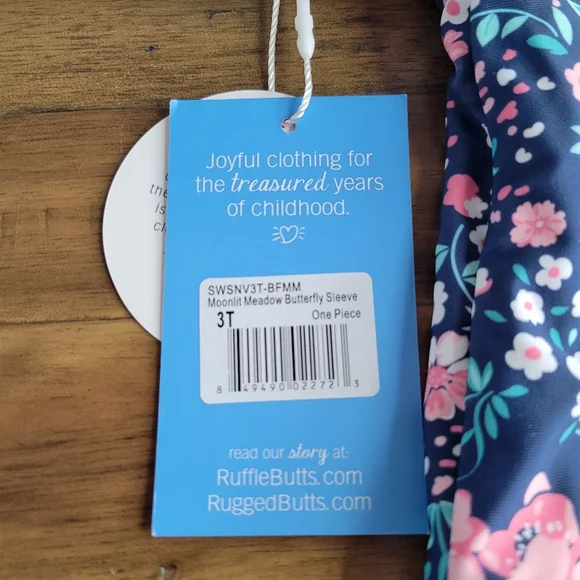 Joyful clothing for
the treasured years
of childhood.
SWSNV3T-BFMM
Moonlit Meadow Butterfly Sleeve
3T One Piece
8 49490 02272 3
read our story at:
RuffleButts.com
RuggedButts.com